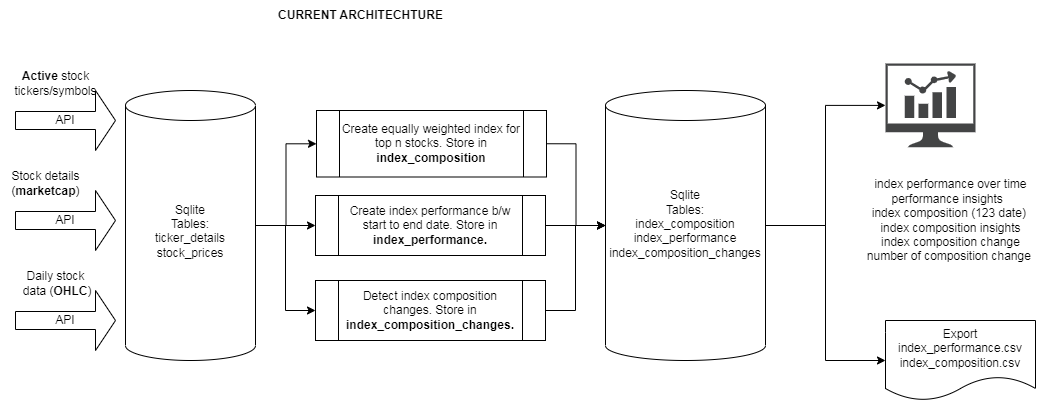 CURRENT ARCHITECHTURE
Active stock
tickers/symbols
API
Stock details
(marketcap)
API
Daily stock
data (OHLC)
API
Sqlite
Tables:
ticker_details
stock_prices
Create equally weighted index for
top n stocks. Store in
index_composition
Create index performance b/w
start to end date. Store in
index_performance.
Detect index composition
changes. Store in
index_composition_changes.
Sqlite
Tables:
index_composition
index_performance
index_composition_changes
index performance over time
performance insights
index composition (123 date)
index composition insights
index composition change
number of composition change
Export
index_performance.csv
index_composition.csv